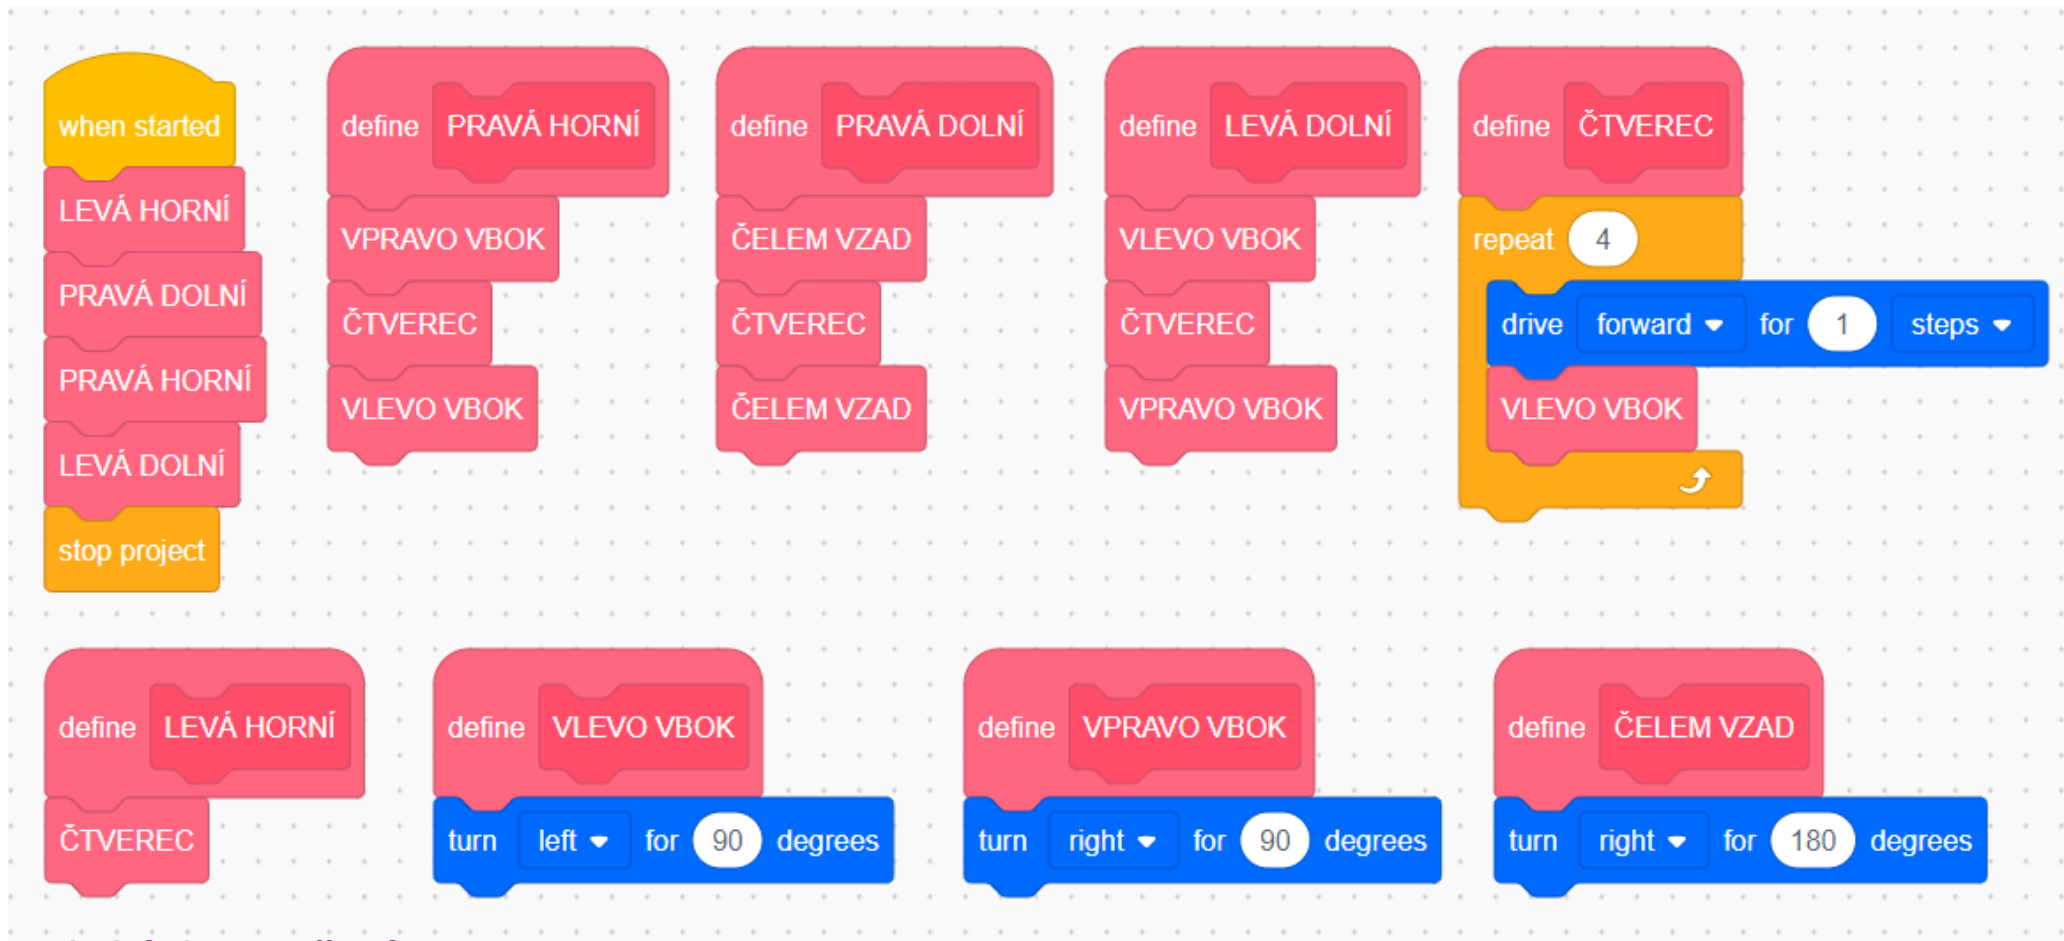 when started
LEVÁ HORNÍ
PRAVÁ DOLNÍ
PRAVÁ HORNÍ
LEVÁ DOLNÍ
stop project
define PRAVÁ HORNÍ
VPRAVO VBOK
ČTVEREC
VLEVO VBOK
define PRAVÁ DOLNÍ
ČELEM VZAD
ČTVEREC
ČELEM VZAD
define LEVÁ DOLNÍ
VLEVO VBOK
ČTVEREC
VPRAVO VBOK
define ČTVEREC
repeat 4
drive forward for 1 steps
VLEVO VBOK
define LEVÁ HORNÍ
ČTVEREC
define VLEVO VBOK
turn left for 90 degrees
define VPRAVO VBOK
turn right for 90 degrees
define ČELEM VZAD
turn right for 180 degrees